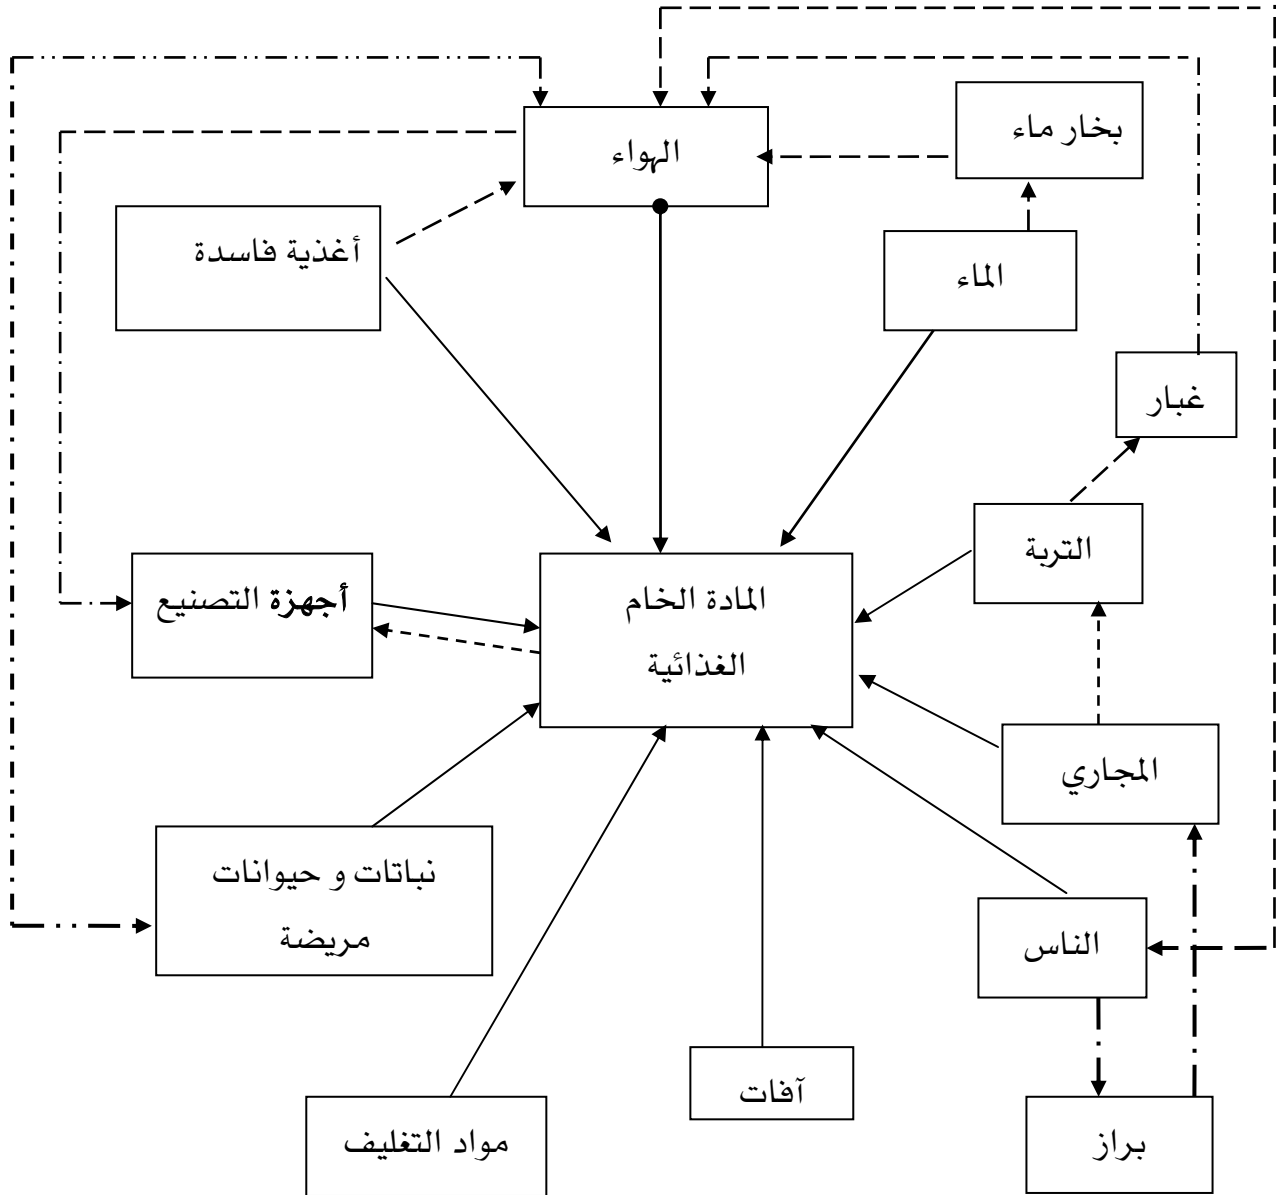 بخار ماء
الهواء
أغذية فاسدة
الماء
غبار
التربة
أجهزة التصنيع
المادة الخام
الغذائية
المجاري
نباتات و حيوانات
مريضة
الناس
آفات
براز
مواد التغليف